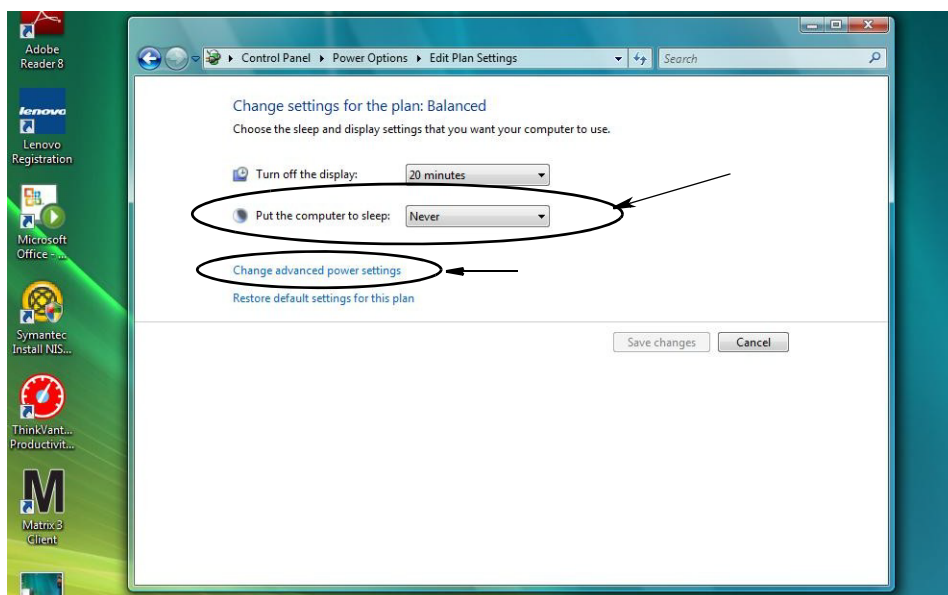 Adobe
Reader 8
lenovo
Lenovo
Registration
Microsoft
Office - ...
Symantec
Install NIS...
ThinkVant...
Productivit...
M
Matrix 3
Client
Control Panel
Power Options
Edit Plan Settings
Search
Change settings for the plan: Balanced
Choose the sleep and display settings that you want your computer to use.
Turn off the display: 20 minutes
Put the computer to sleep: Never
Change advanced power settings
Restore default settings for this plan
Save changes Cancel